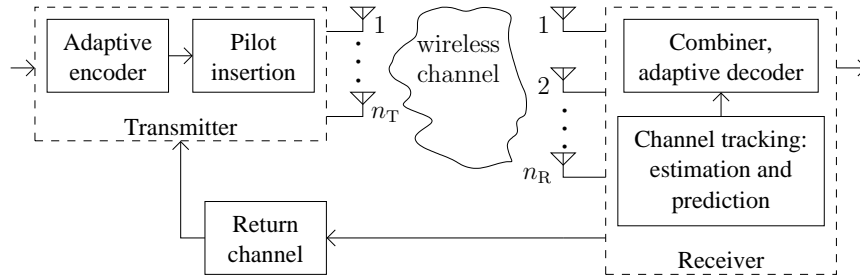 Adaptive
encoder
Pilot
insertion
Transmitter
1
n_T
wireless
channel
1
2
n_R
Combiner,
adaptive decoder
Channel tracking:
estimation and
prediction
Receiver
Return
channel